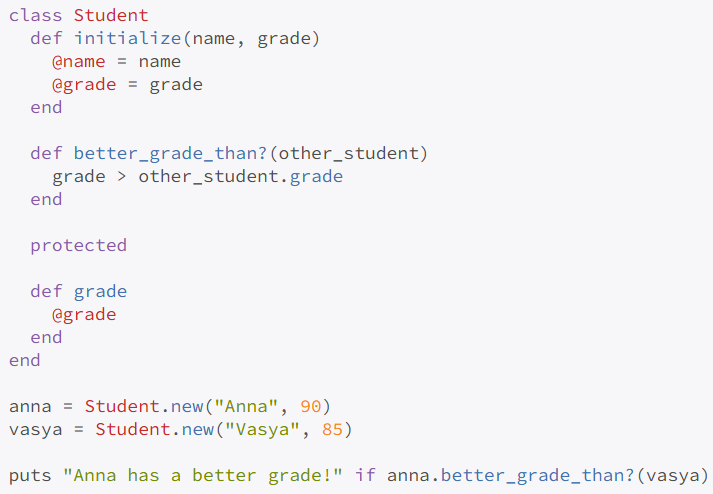 class Student
  def initialize(name, grade)
    @name = name
    @grade = grade
  end

  def better_grade_than?(other_student)
    grade > other_student.grade
  end

  protected

  def grade
    @grade
  end
end

anna = Student.new("Anna", 90)
vasya = Student.new("Vasya", 85)

puts "Anna has a better grade!" if anna.better_grade_than?(vasya)